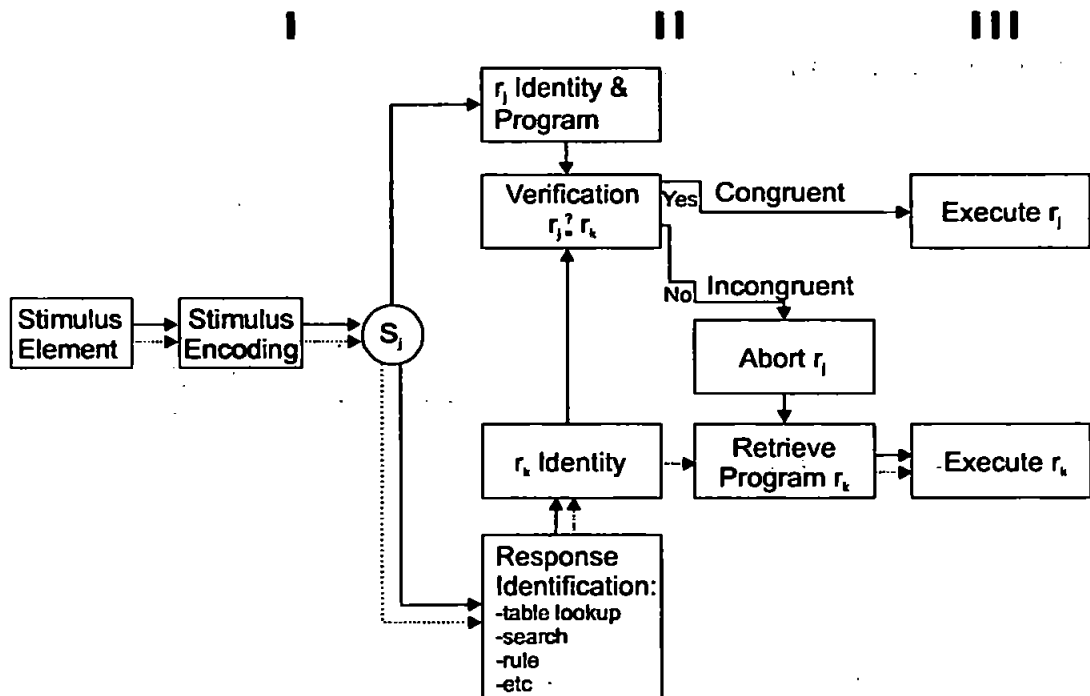 I
II
III
rj Identity &
Program
Verification
rj ?= rk
Yes
Congruent
Execute rj
No
Incongruent
Stimulus
Element
Stimulus
Encoding
Sj
Abort rj
rk Identity
Retrieve
Program rk
Execute rk
Response
Identification:
-table lookup
-search
-rule
-etc